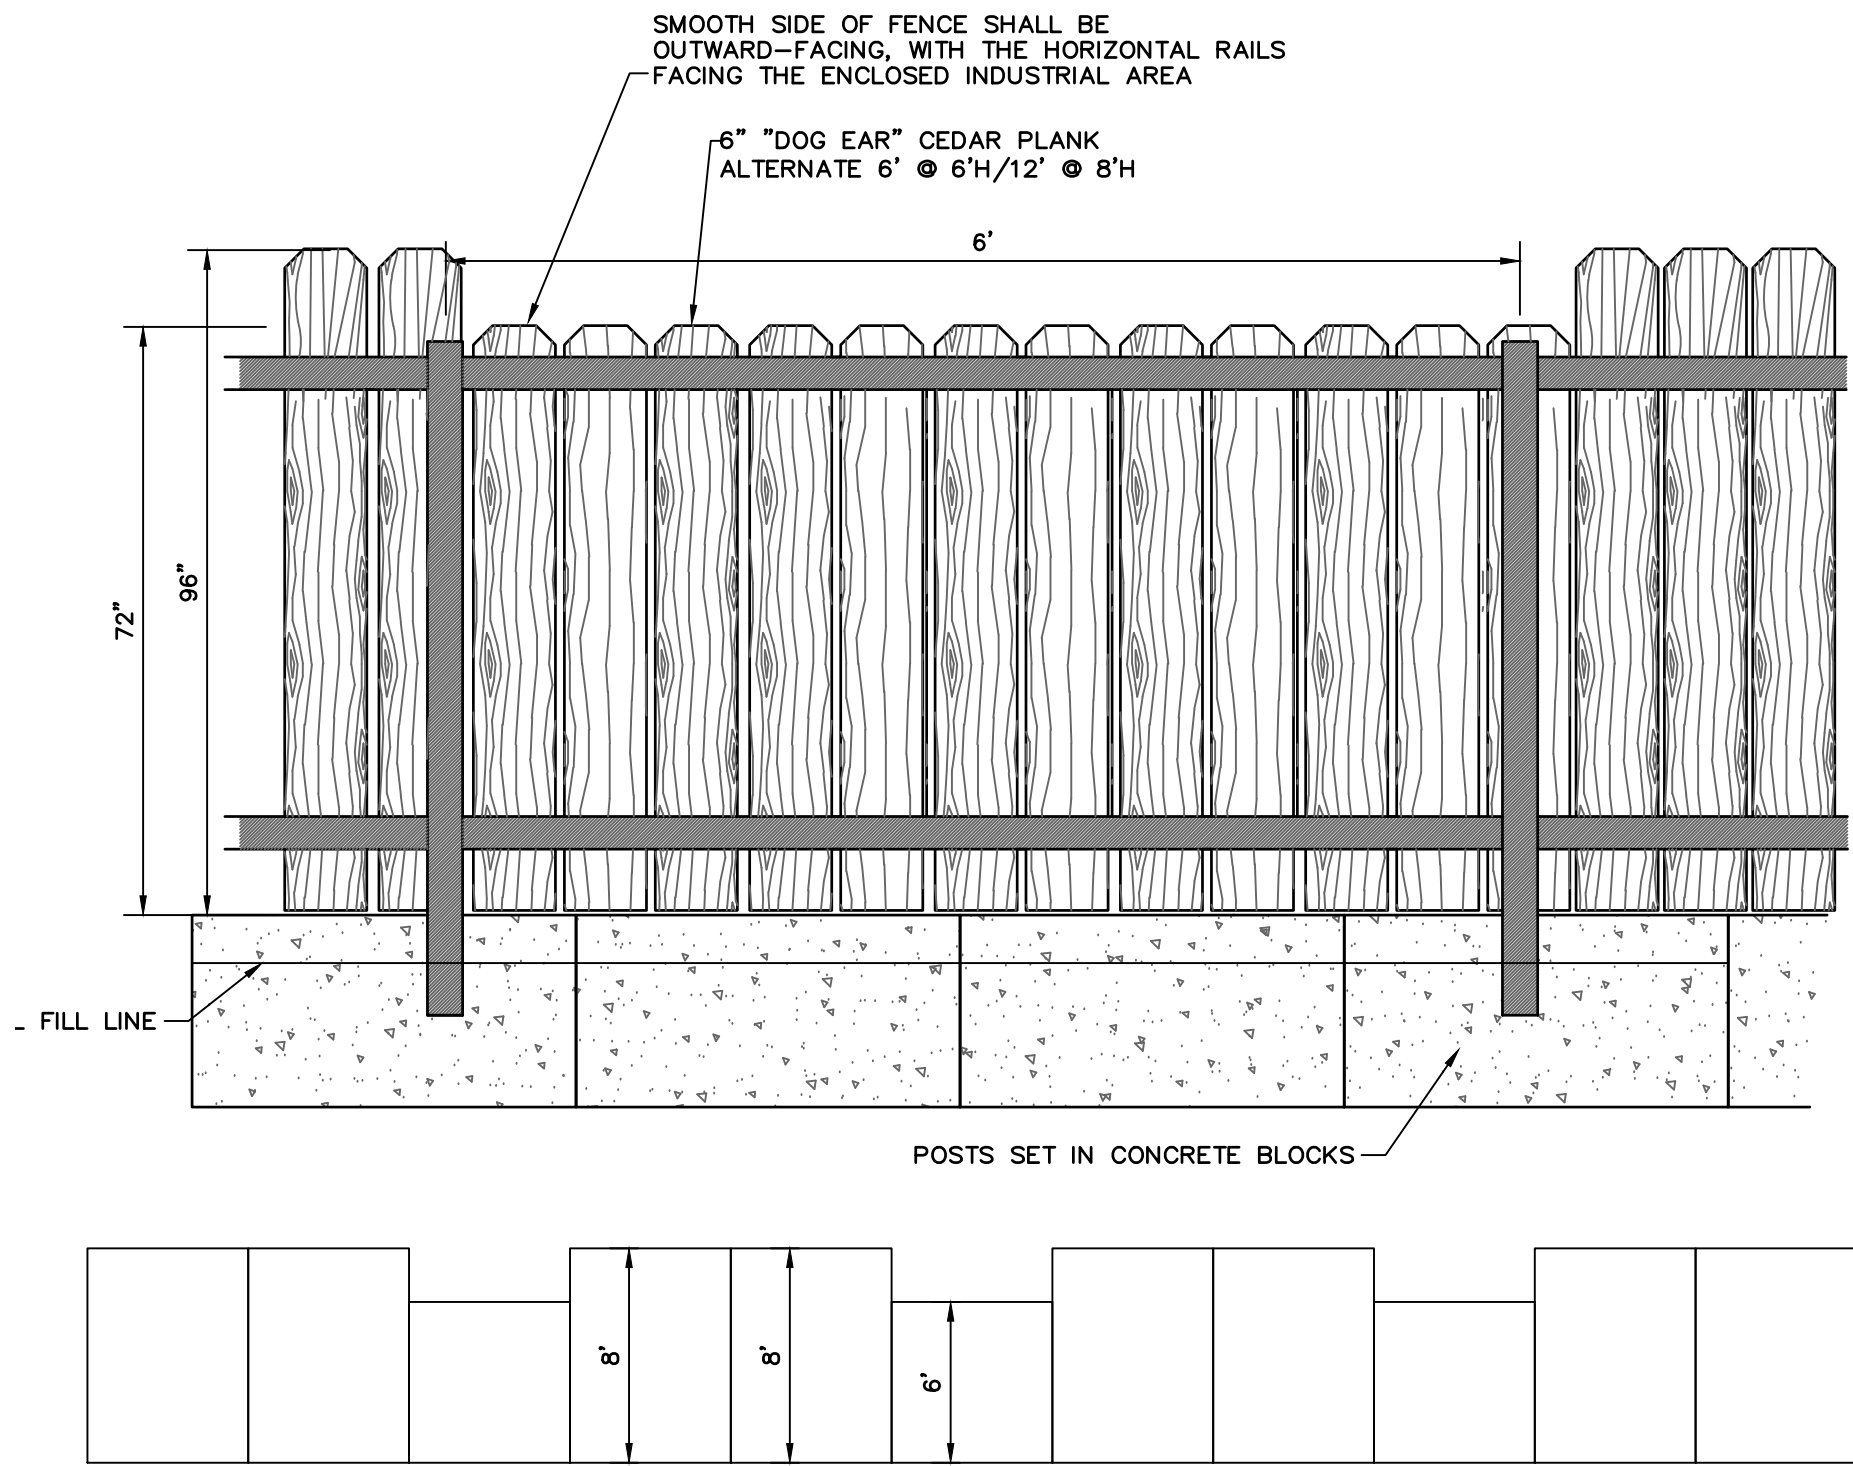 SMOOTH SIDE OF FENCE SHALL BE
OUTWARD–FACING, WITH THE HORIZONTAL RAILS
FACING THE ENCLOSED INDUSTRIAL AREA
6” ”DOG EAR” CEDAR PLANK
ALTERNATE 6’ @ 6’H/12’ @ 8’H
6’
96”
72”
_ FILL LINE
POSTS SET IN CONCRETE BLOCKS
8’
8’
6’